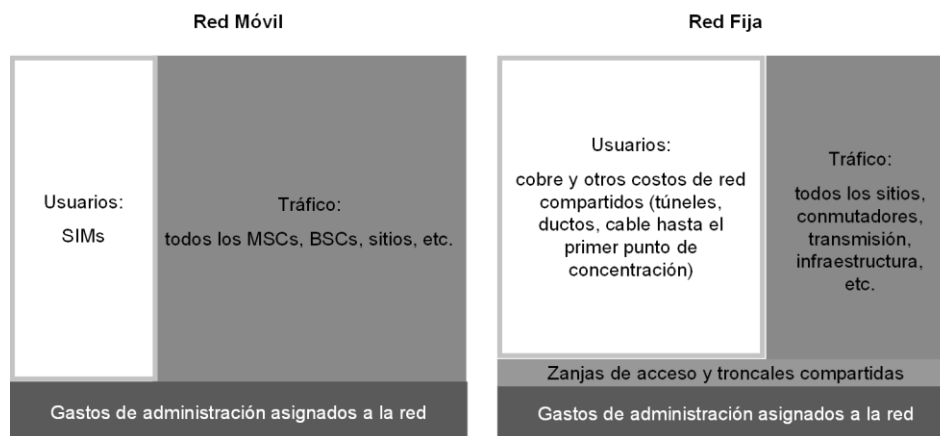 Red Móvil
Usuarios:
SIMs
Tráfico:
todos los MSCs, BSCs, sitios, etc.
Gastos de administración asignados a la red
Red Fija
Usuarios:
cobre y otros costos de red
compartidos (túneles,
ductos, cable hasta el
primer punto de
concentración)
Tráfico:
todos los sitios,
conmutadores,
transmisión,
infraestructura,
etc.
Zanjas de acceso y troncales compartidas
Gastos de administración asignados a la red